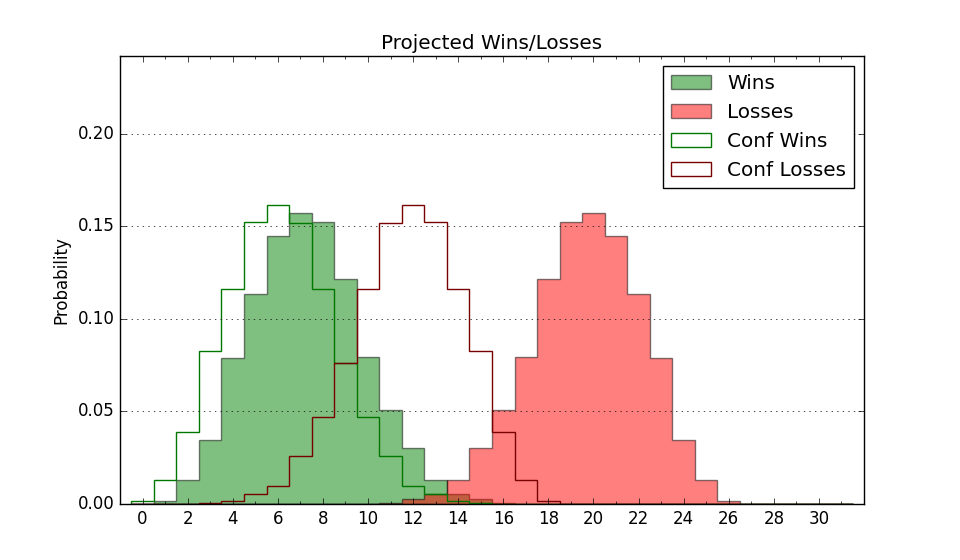 Projected Wins/Losses
Wins
Losses
Conf Wins
Conf Losses
Probability
0.20
0.15
0.10
0.05
0.00
0 2 4 6 8 10 12 14 16 18 20 22 24 26 28 30